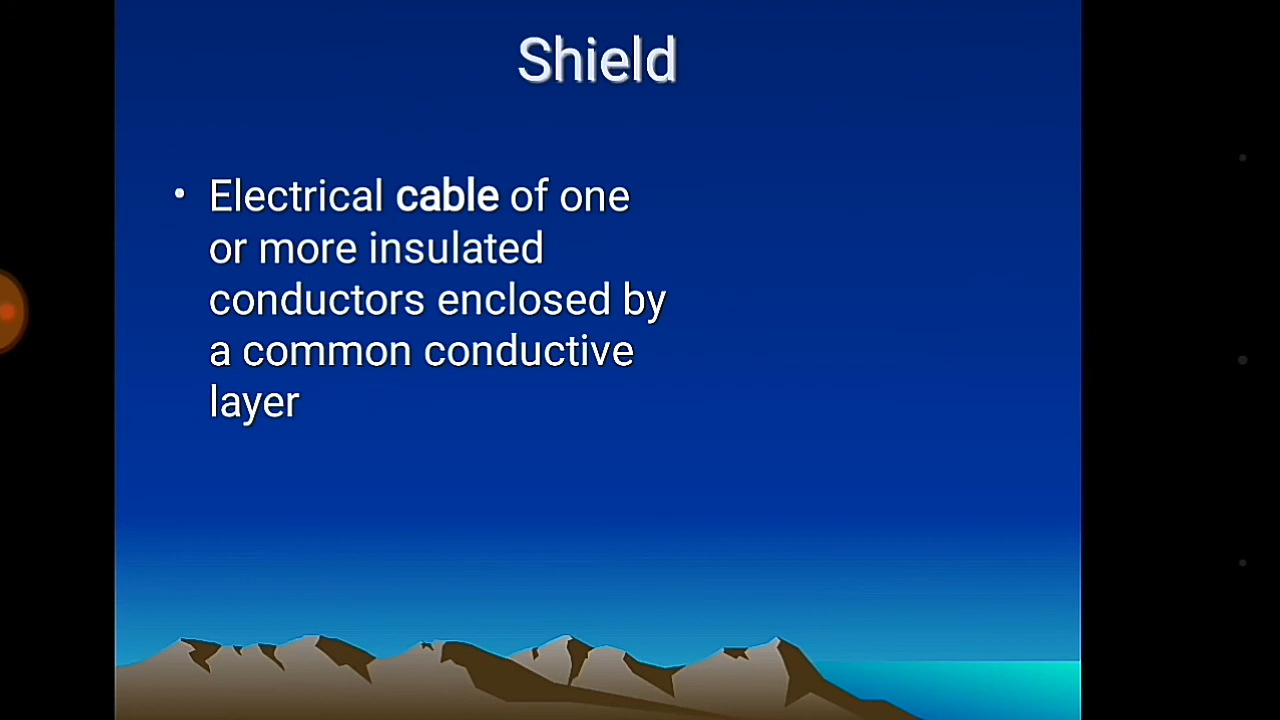 Shield
• Electrical cable of one
or more insulated
conductors enclosed by
a common conductive
layer